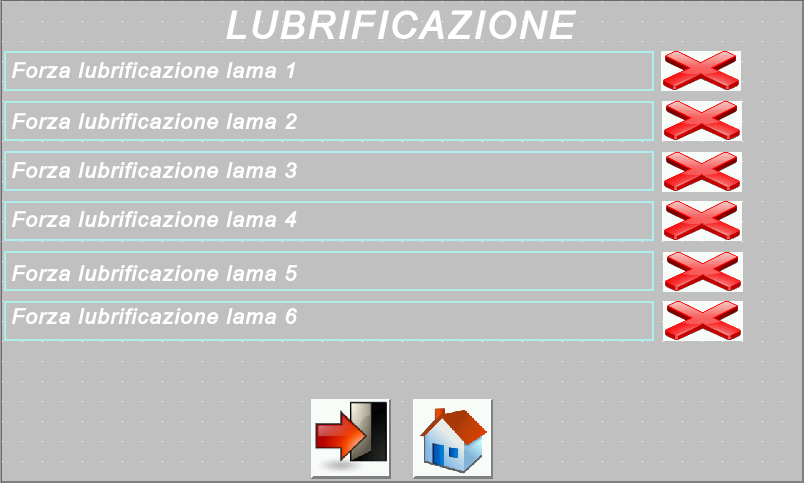 LUBRIFICAZIONE
Forza lubrificazione lama 1
Forza lubrificazione lama 2
Forza lubrificazione lama 3
Forza lubrificazione lama 4
Forza lubrificazione lama 5
Forza lubrificazione lama 6